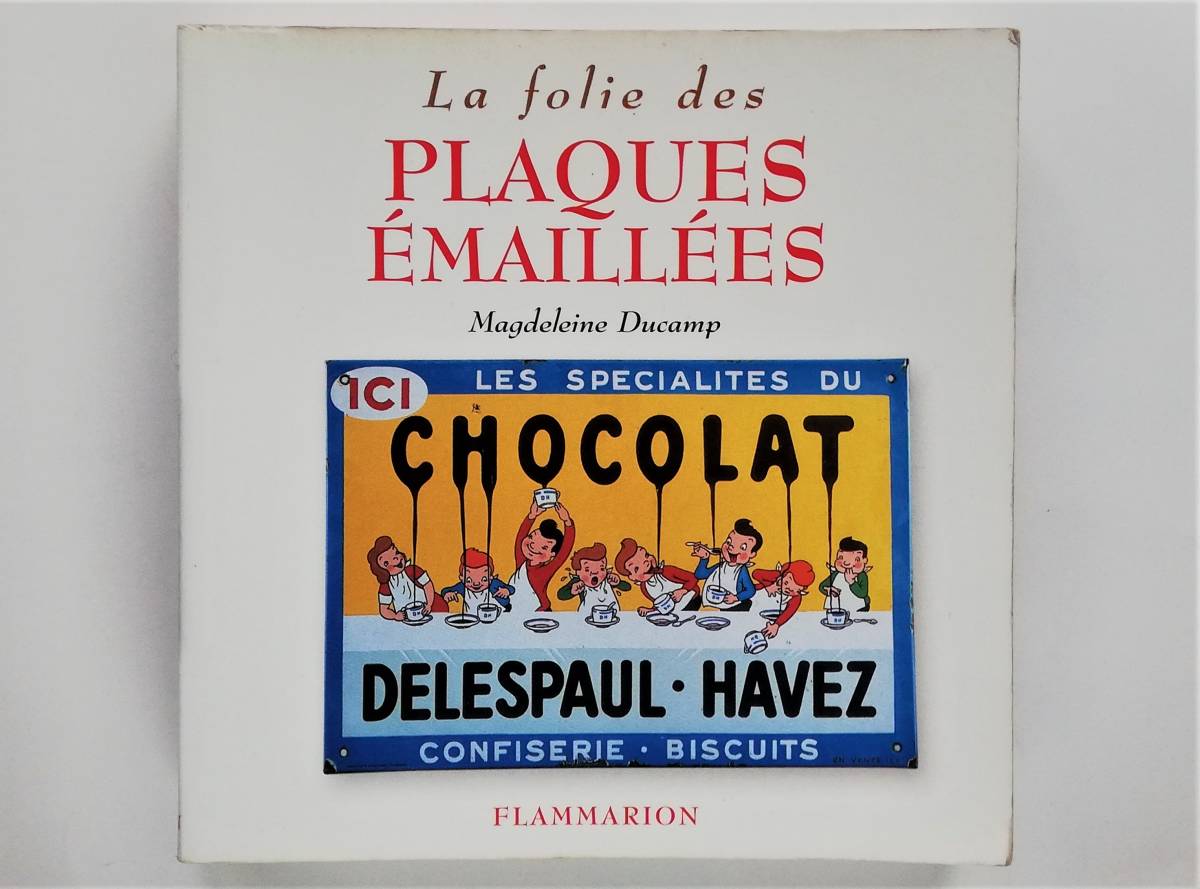 La folie des
PLAQUES
ÉMAILLÉES
Magdeleine Ducamp
ICI
LES SPECIALITES DU
CHOCOLAT
DELESPAUL · HAVEZ
CONFISERIE · BISCUITS
FLAMMARION